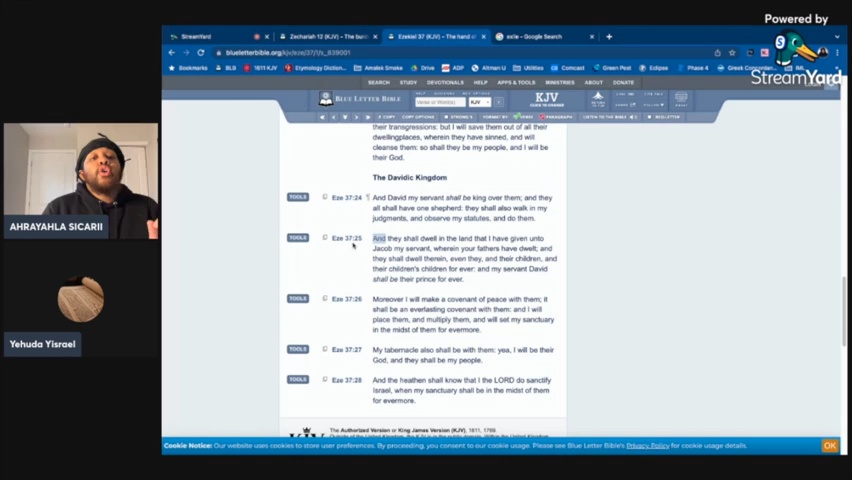 Powered by
StreamYard
StreamYard
Zechariah 12 (KJV) - The burd
Ezekiel 37 (KJV) - The hand of
exile - Google Search
blueletterbible.org/kjv/eze/37/1/s_839001
Bookmarks
BLB
1611 KJV
Etymology Diction...
Amalek Smoke
Drive
ADP
Altman U
Utilities
Comcast
Green Pest
Eclipse
Phase 4
Greek Concordan...
SEARCH
STUDY
DEVOTIONALS
HELP
APPS & TOOLS
MINISTRIES
ABOUT
DONATE
BLUE LETTER BIBLE
KJV
KJV
COPY
COPY OPTIONS
STRONG'S
FORMAT BY
VERSE
PARAGRAPH
LISTEN TO THE BIBLE
RED LETTER
their transgressions: but I will save them out of all their
dwellingplaces, wherein they have sinned, and will
cleanse them: so shall they be my people, and I will be
their God.
The Davidic Kingdom
TOOLS
Eze 37:24
¶ And David my servant shall be king over them; and they
all shall have one shepherd: they shall also walk in my
judgments, and observe my statutes, and do them.
TOOLS
Eze 37:25
And they shall dwell in the land that I have given unto
Jacob my servant, wherein your fathers have dwelt; and
they shall dwell therein, even they, and their children, and
their children's children for ever: and my servant David
shall be their prince for ever.
TOOLS
Eze 37:26
Moreover I will make a covenant of peace with them; it
shall be an everlasting covenant with them: and I will
place them, and multiply them, and will set my sanctuary
in the midst of them for evermore.
TOOLS
Eze 37:27
My tabernacle also shall be with them: yea, I will be their
God, and they shall be my people.
TOOLS
Eze 37:28
And the heathen shall know that I the LORD do sanctify
Israel, when my sanctuary shall be in the midst of them
for evermore.
The Authorized Version or King James Version (KJV), 1611, 1769.
Cookie Notice: Our website uses cookies to store user preferences. By proceeding, you consent to our cookie usage. Please see Blue Letter Bible's Privacy Policy for cookie usage details.
OK
AHRAYAHLA SICARII
Yehuda Yisrael